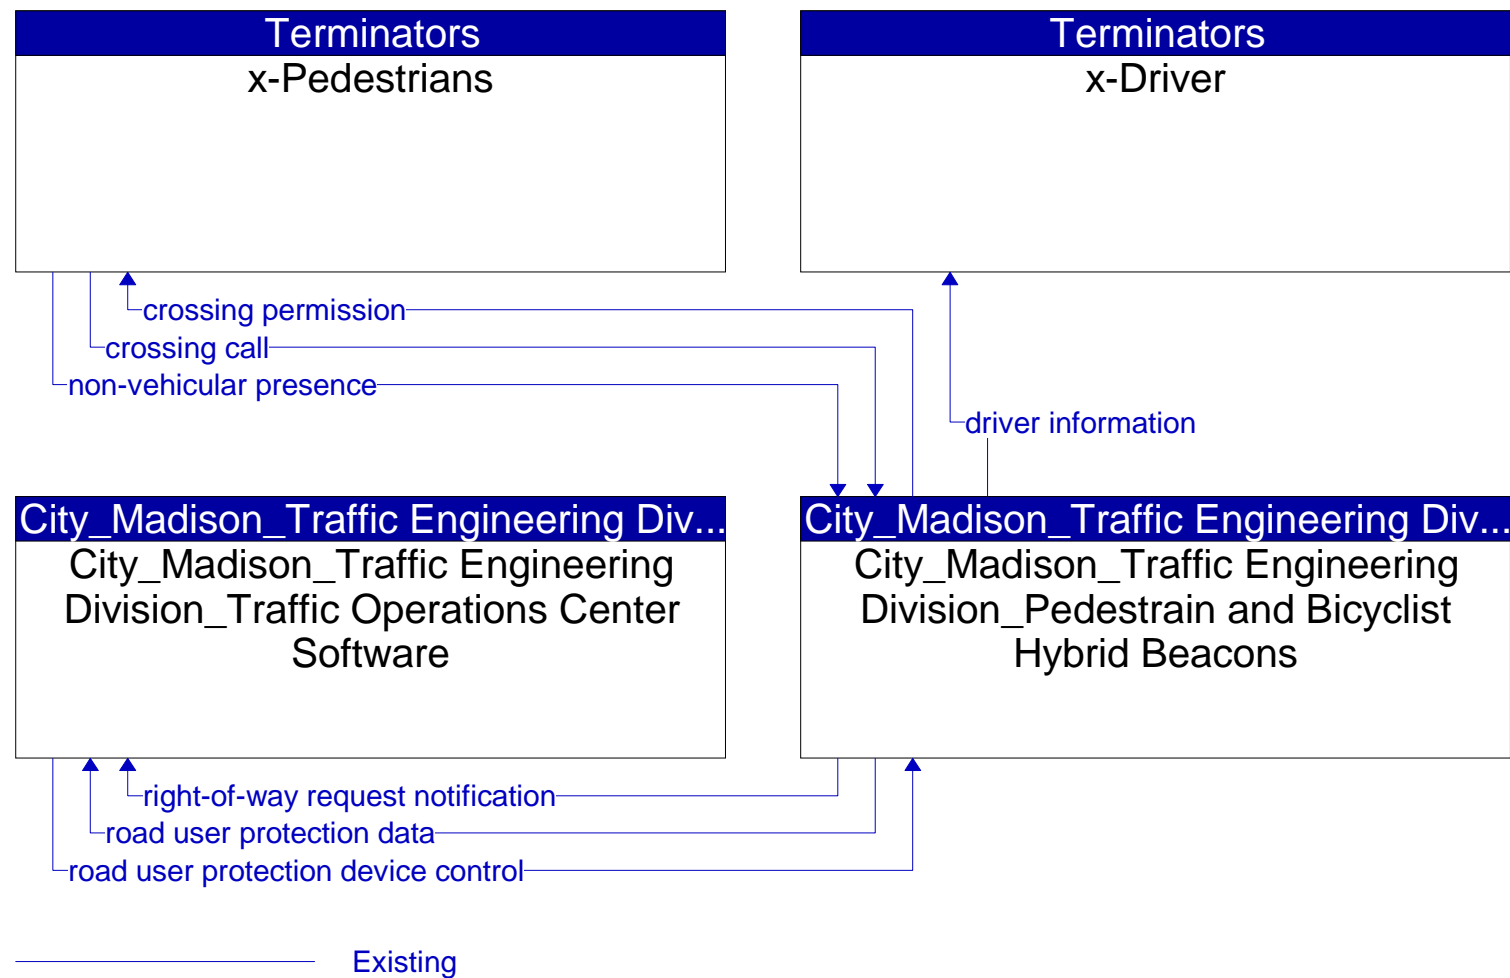 Terminators
x-Pedestrians
Terminators
x-Driver
crossing permission
crossing call
non-vehicular presence
driver information
City_Madison_Traffic Engineering Div...
City_Madison_Traffic Engineering
Division_Traffic Operations Center
Software
City_Madison_Traffic Engineering Div...
City_Madison_Traffic Engineering
Division_Pedestrain and Bicyclist
Hybrid Beacons
right-of-way request notification
road user protection data
road user protection device control
Existing